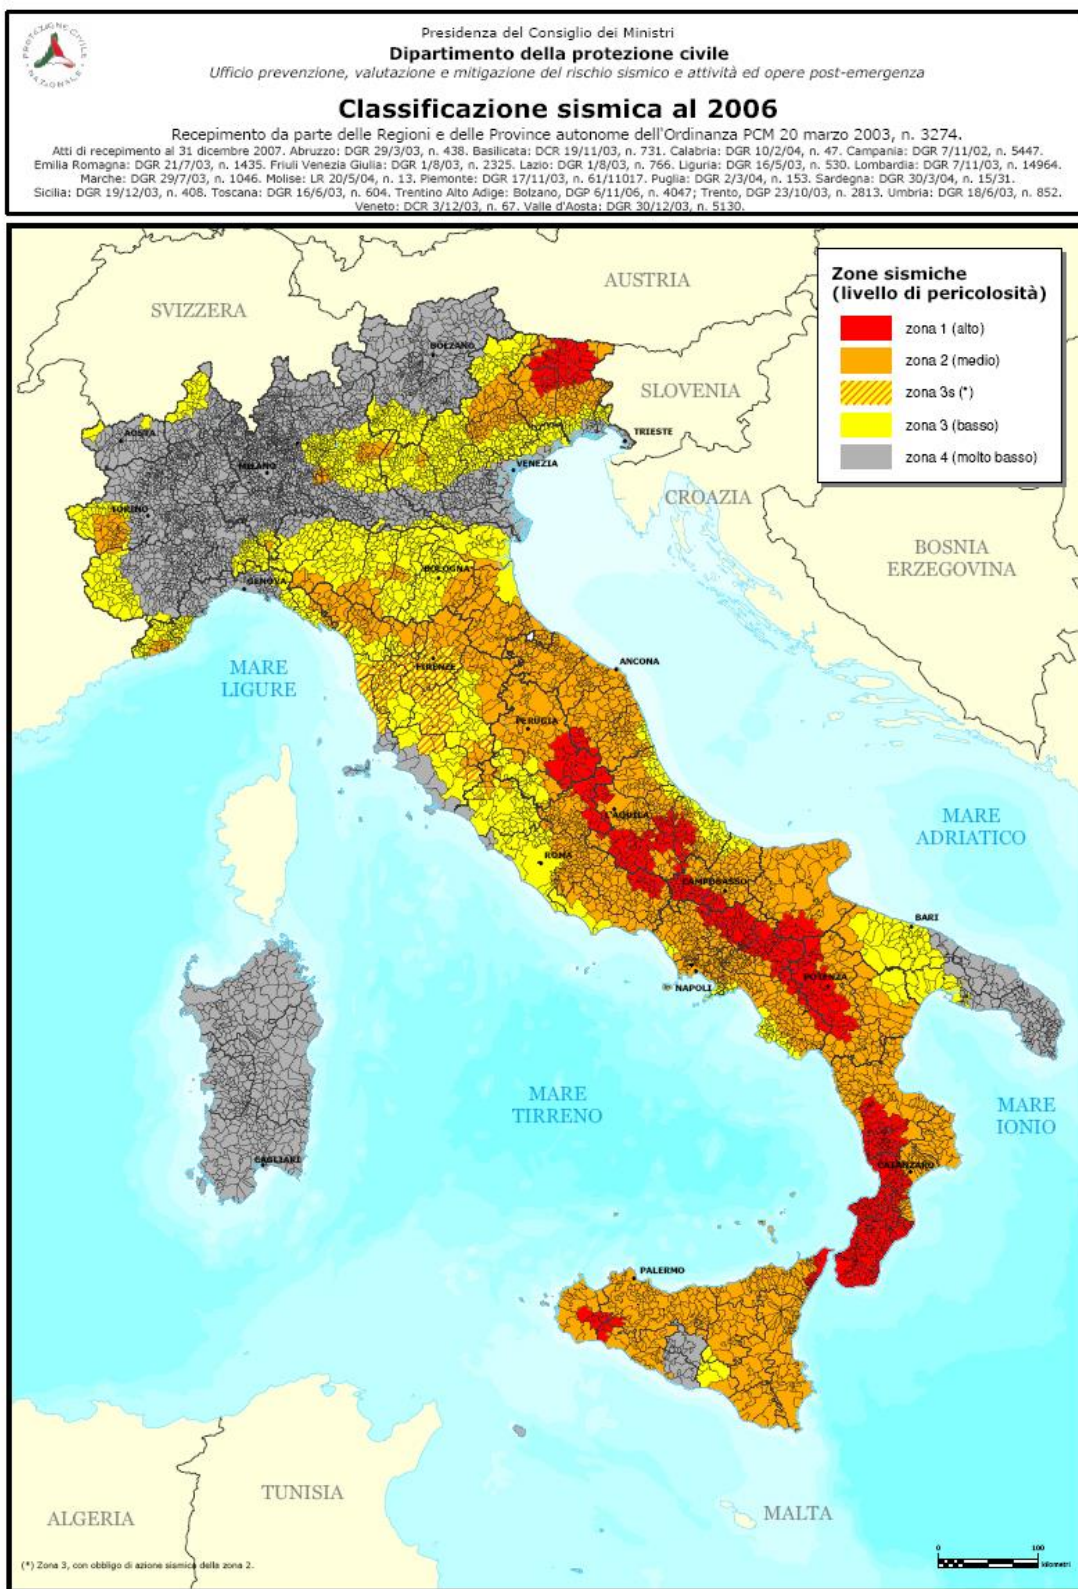 PROTEZIONE CIVILE
NAZIONALE
Presidenza del Consiglio dei Ministri
Dipartimento della protezione civile
Ufficio prevenzione, valutazione e mitigazione del rischio sismico e attività ed opere post-emergenza
Classificazione sismica al 2006
Recepimento da parte delle Regioni e delle Province autonome dell'Ordinanza PCM 20 marzo 2003, n. 3274.
Atti di recepimento al 31 dicembre 2007. Abruzzo: DGR 29/3/03, n. 438. Basilicata: DCR 19/11/03, n. 731. Calabria: DGR 10/2/04, n. 47. Campania: DGR 7/11/02, n. 5447.
Emilia Romagna: DGR 21/7/03, n. 1435. Friuli Venezia Giulia: DGR 1/8/03, n. 2325. Lazio: DGR 1/8/03, n. 766. Liguria: DGR 16/5/03, n. 530. Lombardia: DGR 7/11/03, n. 14964.
Marche: DGR 29/7/03, n. 1046. Molise: LR 20/5/04, n. 13. Piemonte: DGR 17/11/03, n. 61/11017. Puglia: DGR 2/3/04, n. 153. Sardegna: DGR 30/3/04, n. 15/31.
Sicilia: DGR 19/12/03, n. 408. Toscana: DGR 16/6/03, n. 604. Trentino Alto Adige: Bolzano, DGP 6/11/06, n. 4047; Trento, DGP 23/10/03, n. 2813. Umbria: DGR 18/6/03, n. 852.
Veneto: DCR 3/12/03, n. 67. Valle d'Aosta: DGR 30/12/03, n. 5130.
Zone sismiche
(livello di pericolosità)
zona 1 (alto)
zona 2 (medio)
zona 3s (*)
zona 3 (basso)
zona 4 (molto basso)
AUSTRIA
SVIZZERA
BOLZANO
SLOVENIA
AOSTA
TRIESTE
MILANO
VENEZIA
CROAZIA
TORINO
BOSNIA
ERZEGOVINA
BOLOGNA
GENOVA
MARE
LIGURE
FIRENZE
ANCONA
PERUGIA
L'AQUILA
MARE
ADRIATICO
ROMA
CAMPOBASSO
BARI
POTENZA
NAPOLI
MARE
TIRRENO
MARE
IONIO
CAGLIARI
CATANZARO
PALERMO
TUNISIA
ALGERIA
MALTA
(*) Zona 3, con obbligo di azione sismica della zona 2.
0 100
kilometri